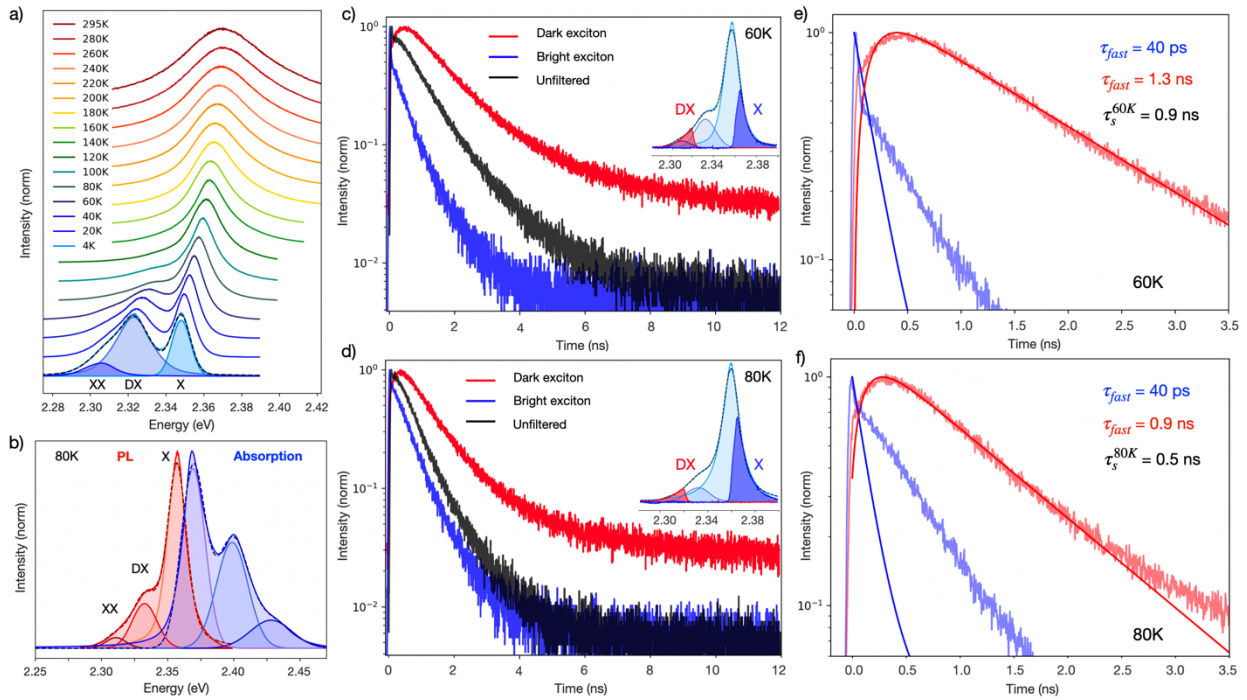 a)
295K
280K
260K
240K
220K
200K
180K
160K
140K
120K
100K
80K
60K
40K
20K
4K
Intensity (norm)
XX DX X
2.28 2.30 2.32 2.34 2.36 2.38 2.40 2.42
Energy (eV)
b)
80K PL X Absorption
DX
XX
Intensity (norm)
2.25 2.30 2.35 2.40 2.45
Energy (eV)
c)
10⁰
10⁻¹
10⁻²
Intensity (norm)
Dark exciton
Bright exciton
Unfiltered
60K
DX X
2.30 2.34 2.38
0 2 4 6 8 10 12
Time (ns)
d)
10⁰
10⁻¹
10⁻²
Intensity (norm)
Dark exciton
Bright exciton
Unfiltered
80K
DX X
2.30 2.34 2.38
0 2 4 6 8 10 12
Time (ns)
e)
10⁰
10⁻¹
Intensity (norm)
τfast = 40 ps
τfast = 1.3 ns
τs⁶⁰ᴷ = 0.9 ns
60K
0.0 0.5 1.0 1.5 2.0 2.5 3.0 3.5
Time (ns)
f)
10⁰
10⁻¹
Intensity (norm)
τfast = 40 ps
τfast = 0.9 ns
τs⁸⁰ᴷ = 0.5 ns
80K
0.0 0.5 1.0 1.5 2.0 2.5 3.0 3.5
Time (ns)